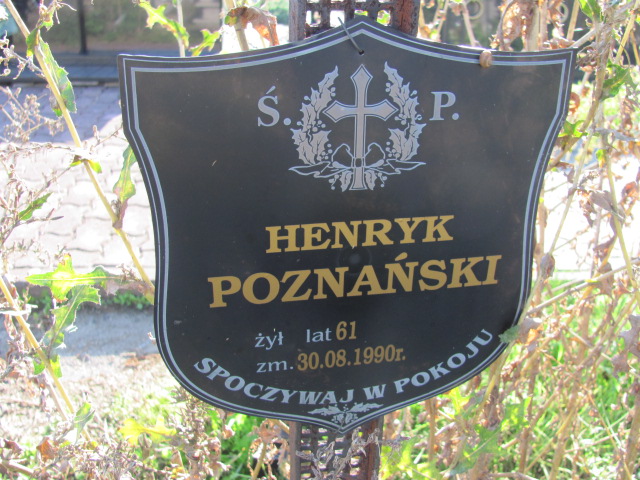 Ś. P.
HENRYK
POZNAŃSKI
żył lat 61
zm. 30.08.1990r.
SPOCZYWAJ W POKOJU